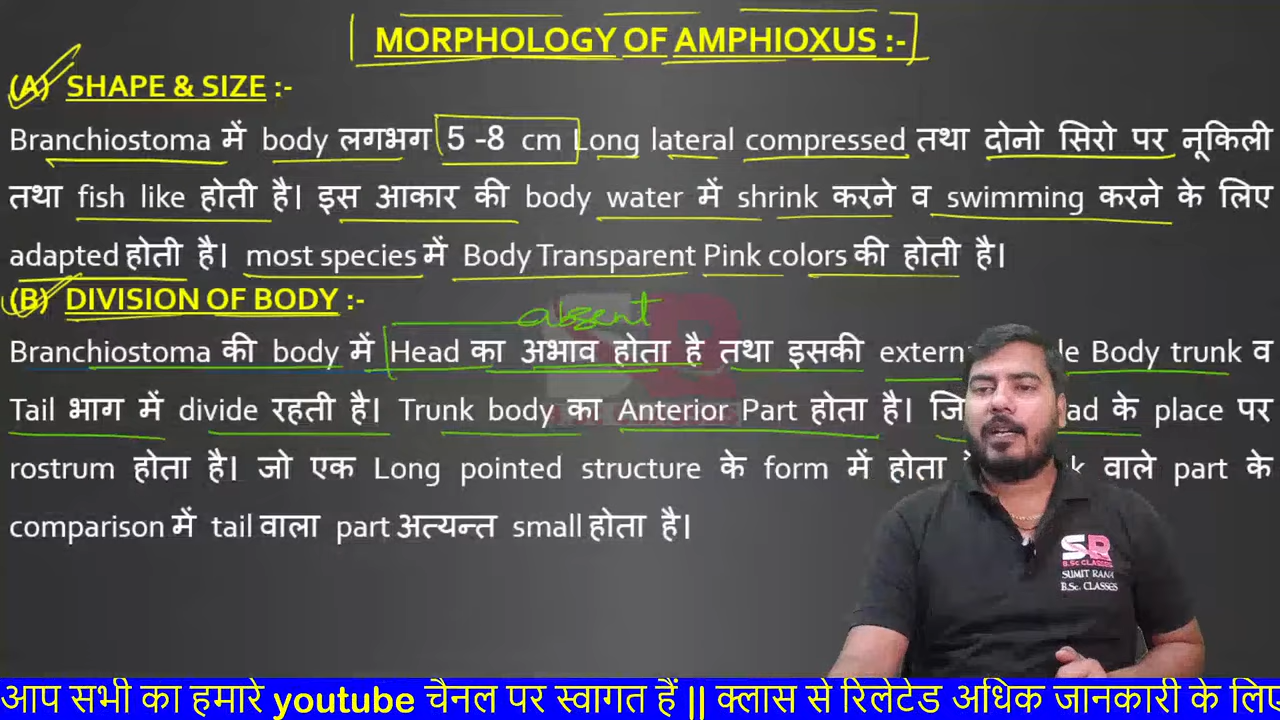 MORPHOLOGY OF AMPHIOXUS :-
(A) SHAPE & SIZE :-
Branchiostoma में body लगभग 5 -8 cm Long lateral compressed तथा दोनो सिरो पर नूकिली
तथा fish like होती है। इस आकार की body water में shrink करने व swimming करने के लिए
adapted होती है। most species में Body Transparent Pink colors की होती है।
(B) DIVISION OF BODY :-
absent
Branchiostoma की body में Head का अभाव होता है तथा इसकी Body trunk व
Tail भाग में divide रहती है। Trunk body का Anterior Part होता है। के place पर
rostrum होता है। जो एक Long pointed structure के form में होता वाले part के
comparison में tail वाला part अत्यन्त small होता है।
SR
B.Sc CLASSES
SUMIT RANA
B.Sc. CLASSES
आप सभी का हमारे youtube चैनल पर स्वागत हैं || क्लास से रिलेटेड अधिक जानकारी के लिए